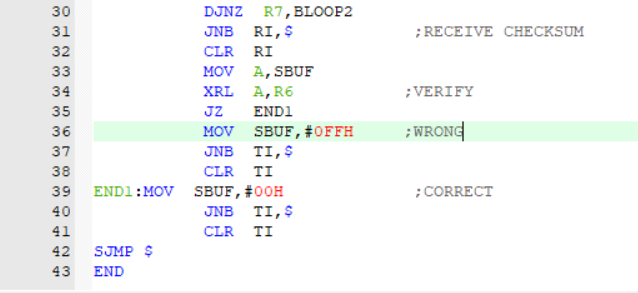 30 DJNZ R7,BLOOP2
31 JNB RI,$ ;RECEIVE CHECKSUM
32 CLR RI
33 MOV A,SBUF
34 XRL A,R6 ;VERIFY
35 JZ END1
36 MOV SBUF,#0FFH ;WRONG
37 JNB TI,$
38 CLR TI
39 END1:MOV SBUF,#00H ;CORRECT
40 JNB TI,$
41 CLR TI
42 SJMP $
43 END